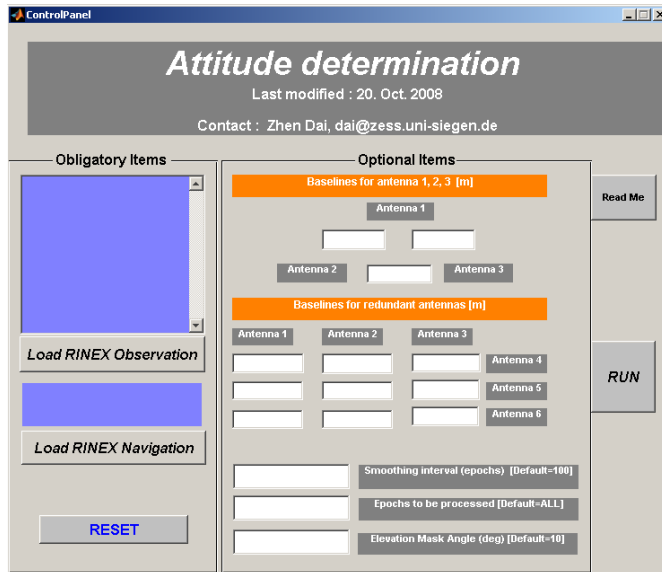 ControlPanel
Attitude determination
Last modified : 20. Oct. 2008
Contact : Zhen Dai, dai@zess.uni-siegen.de
Obligatory Items
Load RINEX Observation
Load RINEX Navigation
RESET
Optional Items
Baselines for antenna 1, 2, 3 [m]
Antenna 1
Antenna 2
Antenna 3
Baselines for redundant antennas [m]
Antenna 1
Antenna 2
Antenna 3
Antenna 4
Antenna 5
Antenna 6
Smoothing interval (epochs) [Default=100]
Epochs to be processed [Default=ALL]
Elevation Mask Angle (deg) [Default=10]
Read Me
RUN